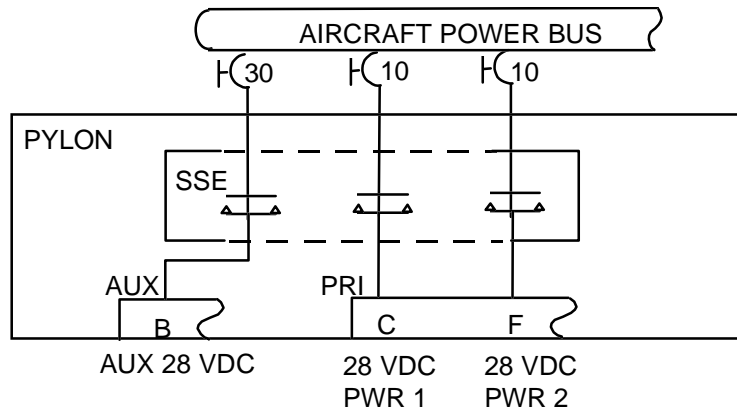 AIRCRAFT POWER BUS
30 10 10
PYLON
SSE
AUX PRI
B C F
AUX 28 VDC 28 VDC 28 VDC
PWR 1 PWR 2